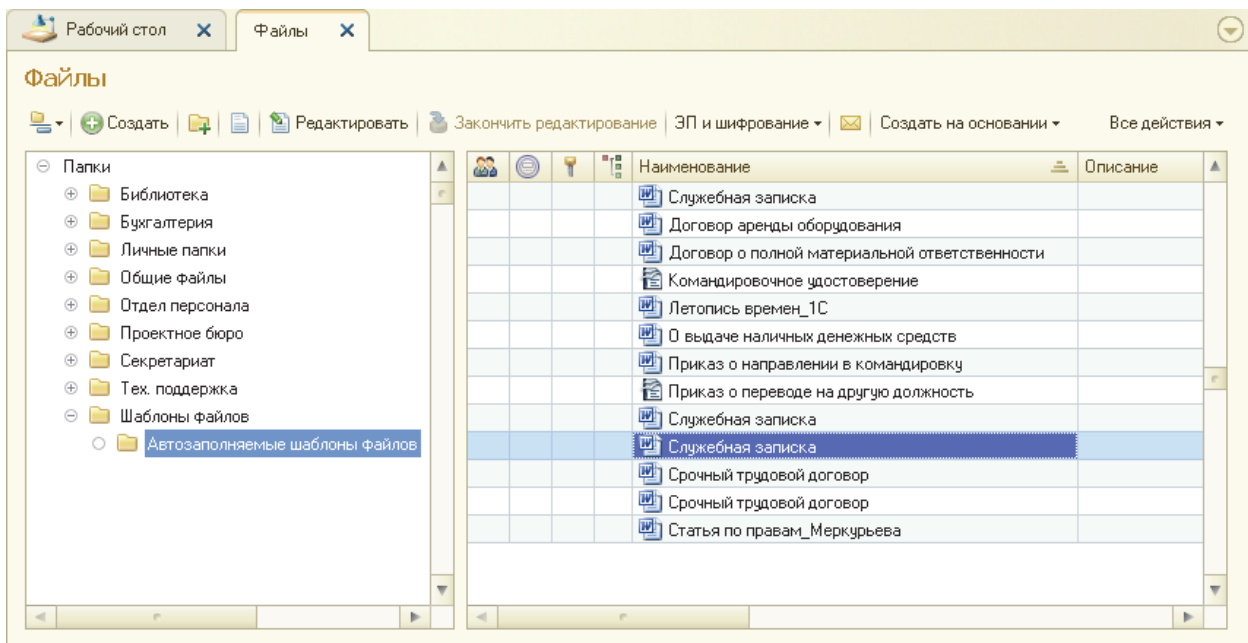 Рабочий стол
Файлы
Файлы
Создать Редактировать Закончить редактирование ЭП и шифрование Создать на основании Все действия
Папки
Библиотека
Бухгалтерия
Личные папки
Общие файлы
Отдел персонала
Проектное бюро
Секретариат
Тех. поддержка
Шаблоны файлов
Автозаполняемые шаблоны файлов
Наименование Описание
Служебная записка
Договор аренды оборудования
Договор о полной материальной ответственности
Командировочное удостоверение
Летопись времен_1С
О выдаче наличных денежных средств
Приказ о направлении в командировку
Приказ о переводе на другую должность
Служебная записка
Служебная записка
Срочный трудовой договор
Срочный трудовой договор
Статья по правам_Меркурьева